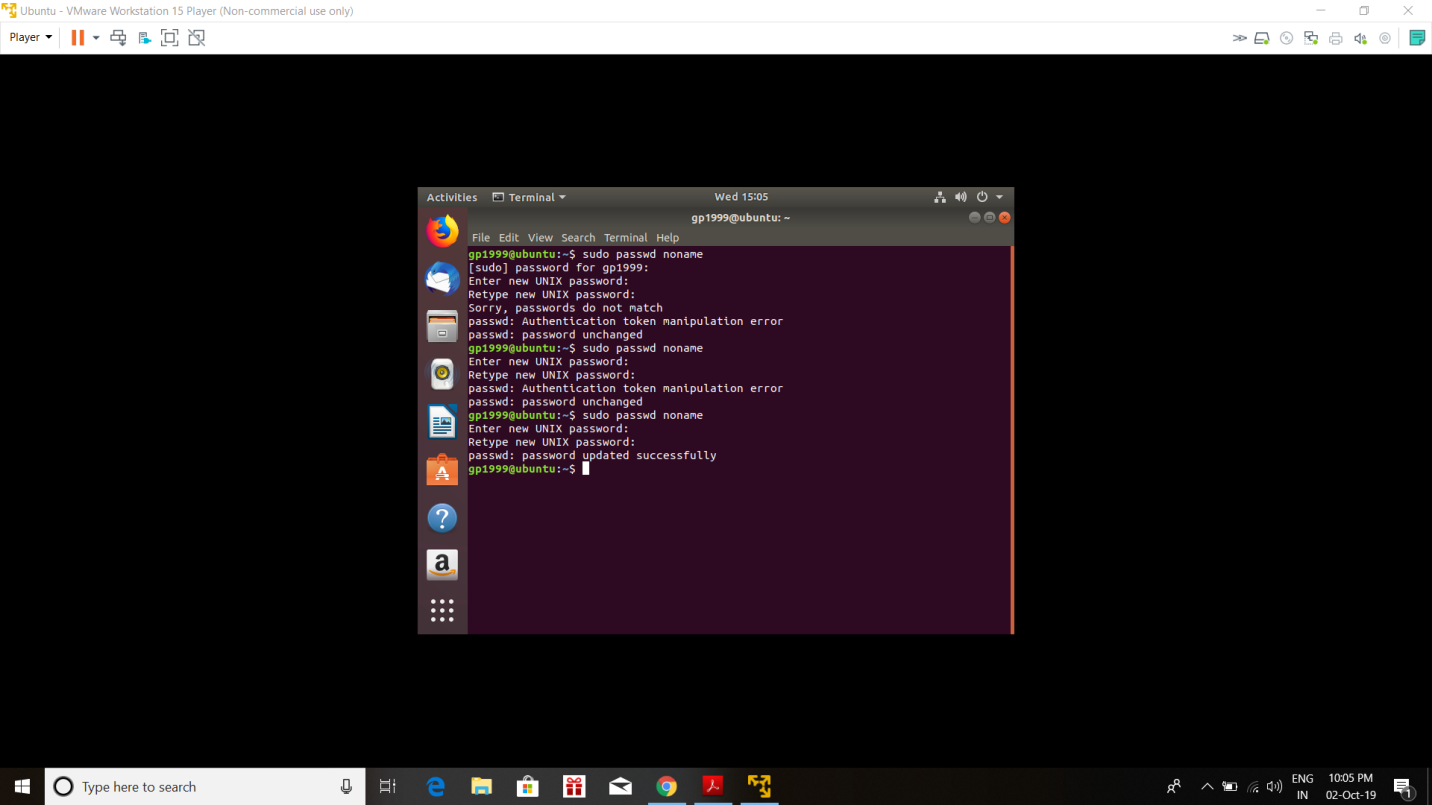 Ubuntu - VMware Workstation 15 Player (Non-commercial use only)
Player
Activities Terminal Wed 15:05
gp1999@ubuntu: ~
File Edit View Search Terminal Help
gp1999@ubuntu:~$ sudo passwd noname
[sudo] password for gp1999:
Enter new UNIX password:
Retype new UNIX password:
Sorry, passwords do not match
passwd: Authentication token manipulation error
passwd: password unchanged
gp1999@ubuntu:~$ sudo passwd noname
Enter new UNIX password:
Retype new UNIX password:
passwd: Authentication token manipulation error
passwd: password unchanged
gp1999@ubuntu:~$ sudo passwd noname
Enter new UNIX password:
Retype new UNIX password:
passwd: password updated successfully
gp1999@ubuntu:~$
Type here to search
ENG 10:05 PM
IN 02-Oct-19
1